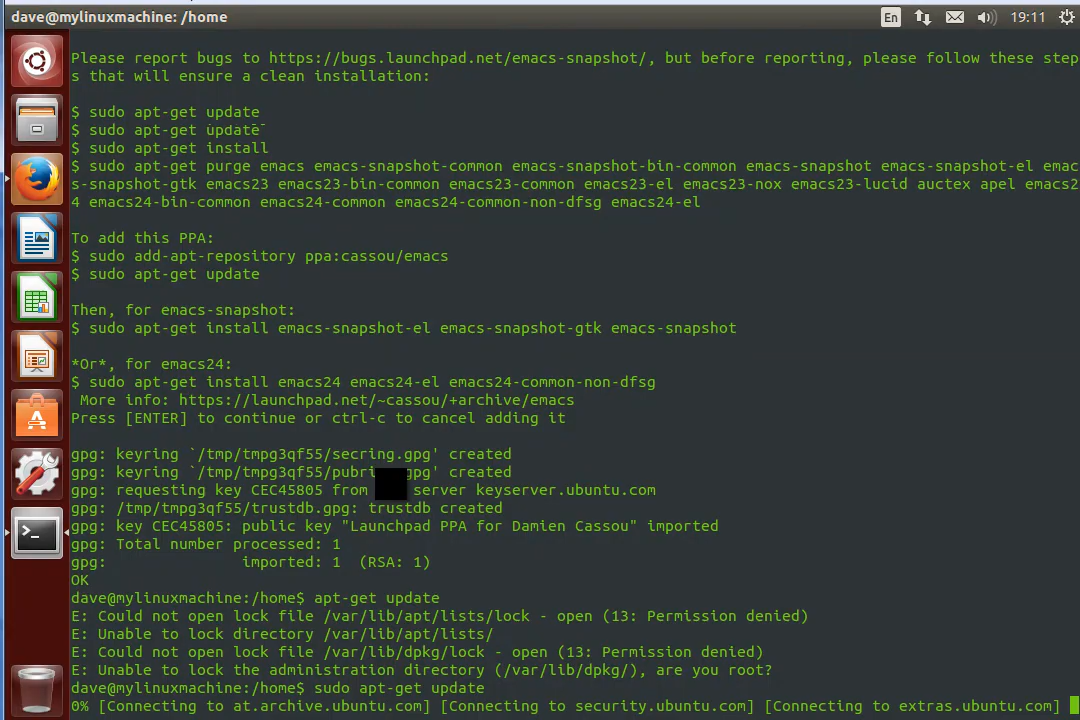 dave@mylinuxmachine: /home
En
19:11
Please report bugs to https://bugs.launchpad.net/emacs-snapshot/, but before reporting, please follow these step
s that will ensure a clean installation:
$ sudo apt-get update
$ sudo apt-get update
$ sudo apt-get install
$ sudo apt-get purge emacs emacs-snapshot-common emacs-snapshot-bin-common emacs-snapshot emacs-snapshot-el emac
s-snapshot-gtk emacs23 emacs23-bin-common emacs23-common emacs23-el emacs23-nox emacs23-lucid auctex apel emacs2
4 emacs24-bin-common emacs24-common emacs24-common-non-dfsg emacs24-el
To add this PPA:
$ sudo add-apt-repository ppa:cassou/emacs
$ sudo apt-get update
Then, for emacs-snapshot:
$ sudo apt-get install emacs-snapshot-el emacs-snapshot-gtk emacs-snapshot
*Or*, for emacs24:
$ sudo apt-get install emacs24 emacs24-el emacs24-common-non-dfsg
More info: https://launchpad.net/~cassou/+archive/emacs
Press [ENTER] to continue or ctrl-c to cancel adding it
gpg: keyring `/tmp/tmpg3qf55/secring.gpg' created
gpg: keyring created
gpg: requesting key CEC45805 from server keyserver.ubuntu.com
gpg: /tmp/tmpg3qf55/trustdb.gpg: trustdb created
gpg: key CEC45805: public key "Launchpad PPA for Damien Cassou" imported
gpg: Total number processed: 1
gpg: imported: 1 (RSA: 1)
OK
dave@mylinuxmachine:/home$ apt-get update
E: Could not open lock file /var/lib/apt/lists/lock - open (13: Permission denied)
E: Unable to lock directory /var/lib/apt/lists/
E: Could not open lock file /var/lib/dpkg/lock - open (13: Permission denied)
E: Unable to lock the administration directory (/var/lib/dpkg/), are you root?
dave@mylinuxmachine:/home$ sudo apt-get update
0% [Connecting to at.archive.ubuntu.com] [Connecting to security.ubuntu.com] [Connecting to extras.ubuntu.com]